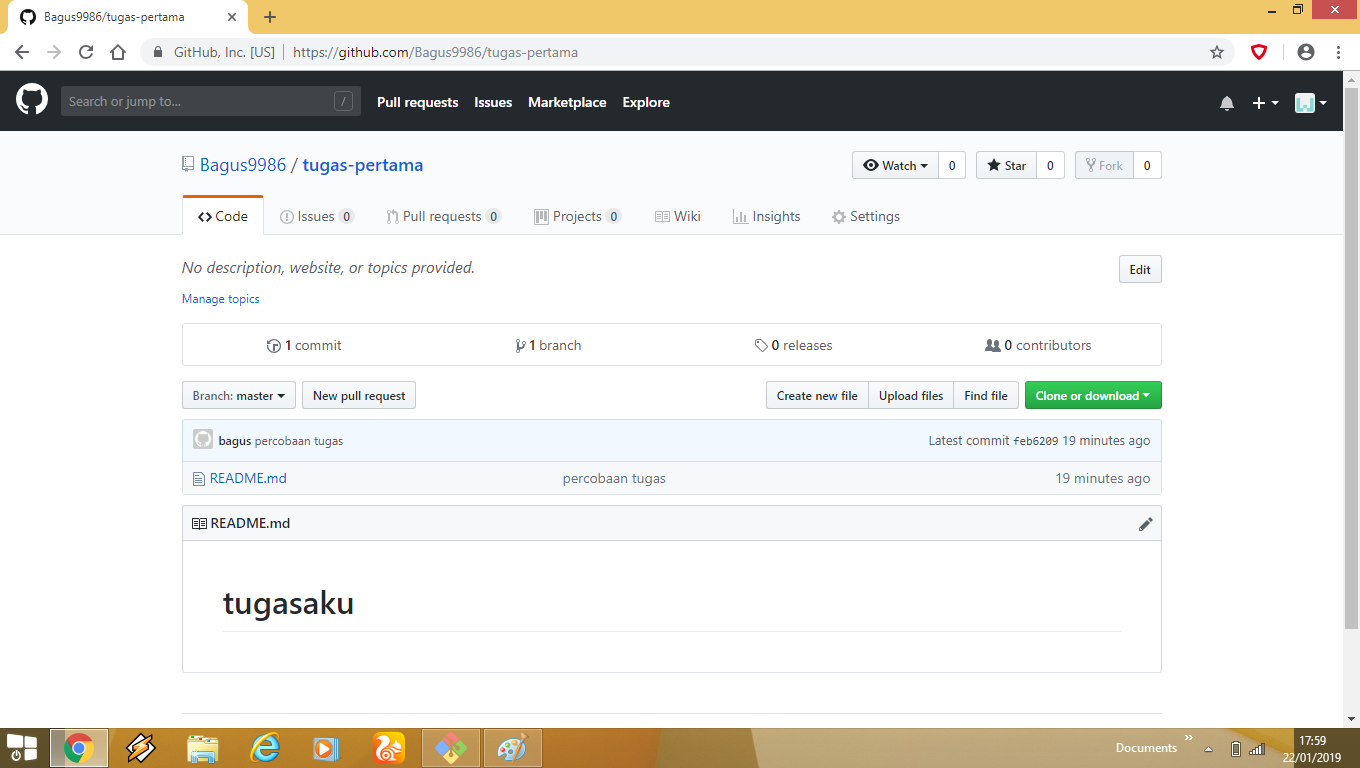 Bagus9986/tugas-pertama
GitHub, Inc. [US] https://github.com/Bagus9986/tugas-pertama
Search or jump to... / Pull requests Issues Marketplace Explore
Bagus9986 / tugas-pertama Watch 0 Star 0 Fork 0
Code Issues 0 Pull requests 0 Projects 0 Wiki Insights Settings
No description, website, or topics provided. Edit
Manage topics
1 commit 1 branch 0 releases 0 contributors
Branch: master New pull request Create new file Upload files Find file Clone or download
bagus percobaan tugas Latest commit feb6209 19 minutes ago
README.md percobaan tugas 19 minutes ago
README.md
tugasaku
Documents 17:59
22/01/2019